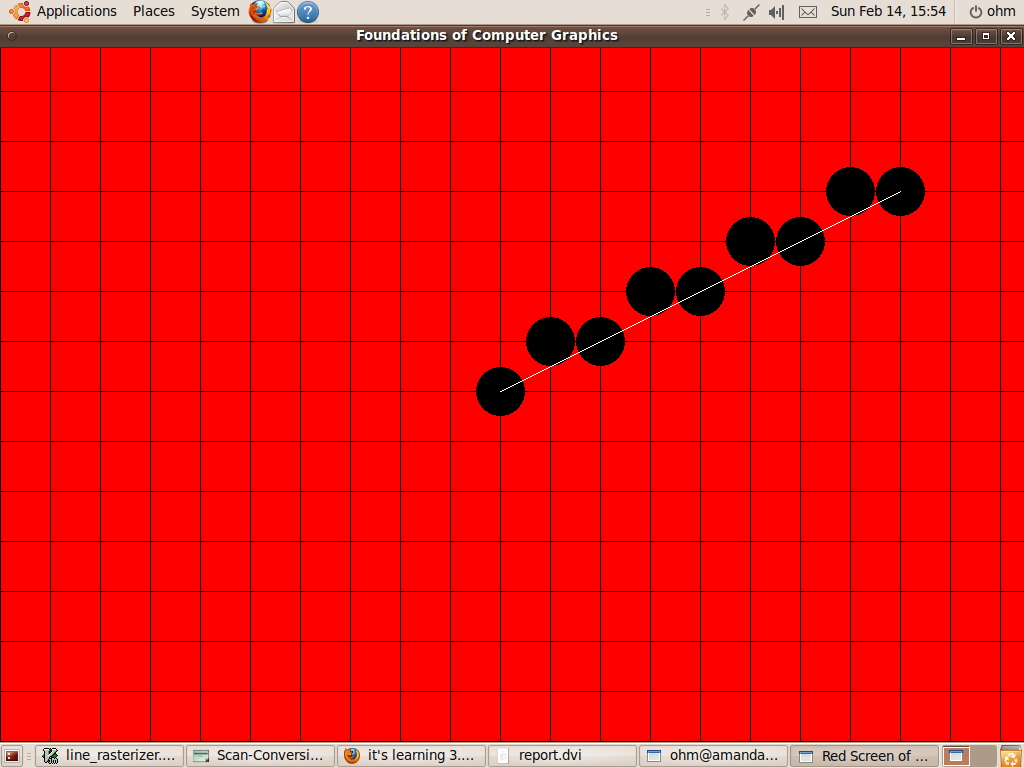 Applications Places System ? Sun Feb 14, 15:54 ohm
Foundations of Computer Graphics
line_rasterizer.... Scan-Conversi... it's learning 3.... report.dvi ohm@amanda... Red Screen of ...